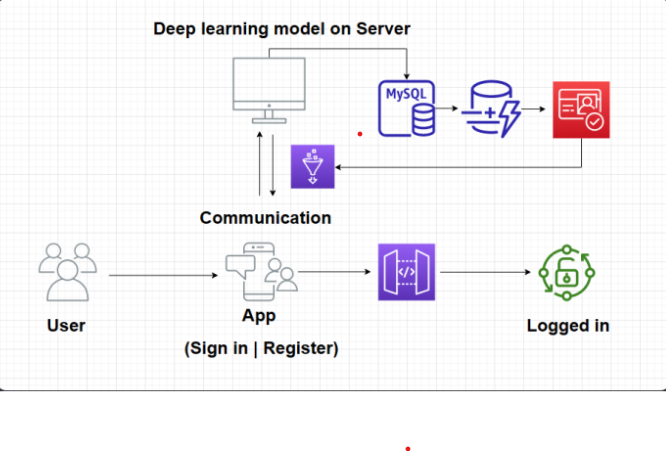 Deep learning model on Server
MySQL
Communication
</>
User
App
(Sign in | Register)
Logged in